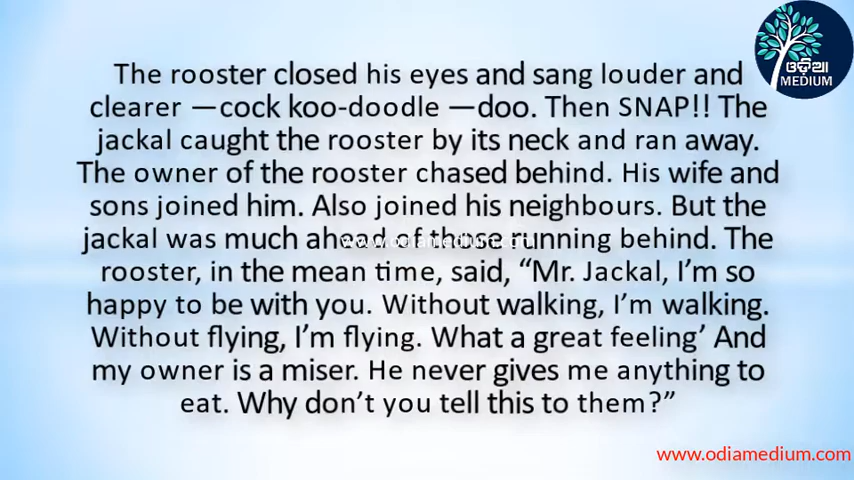 ଓଡ଼ିଆ
MEDIUM
The rooster closed his eyes and sang louder and
clearer —cock koo-doodle —doo. Then SNAP!! The
jackal caught the rooster by its neck and ran away.
The owner of the rooster chased behind. His wife and
sons joined him. Also joined his neighbours. But the
jackal was much ahead of those running behind. The
www.odiamedium.com
rooster, in the mean time, said, “Mr. Jackal, I’m so
happy to be with you. Without walking, I’m walking.
Without flying, I’m flying. What a great feeling’ And
my owner is a miser. He never gives me anything to
eat. Why don’t you tell this to them?”
www.odiamedium.com